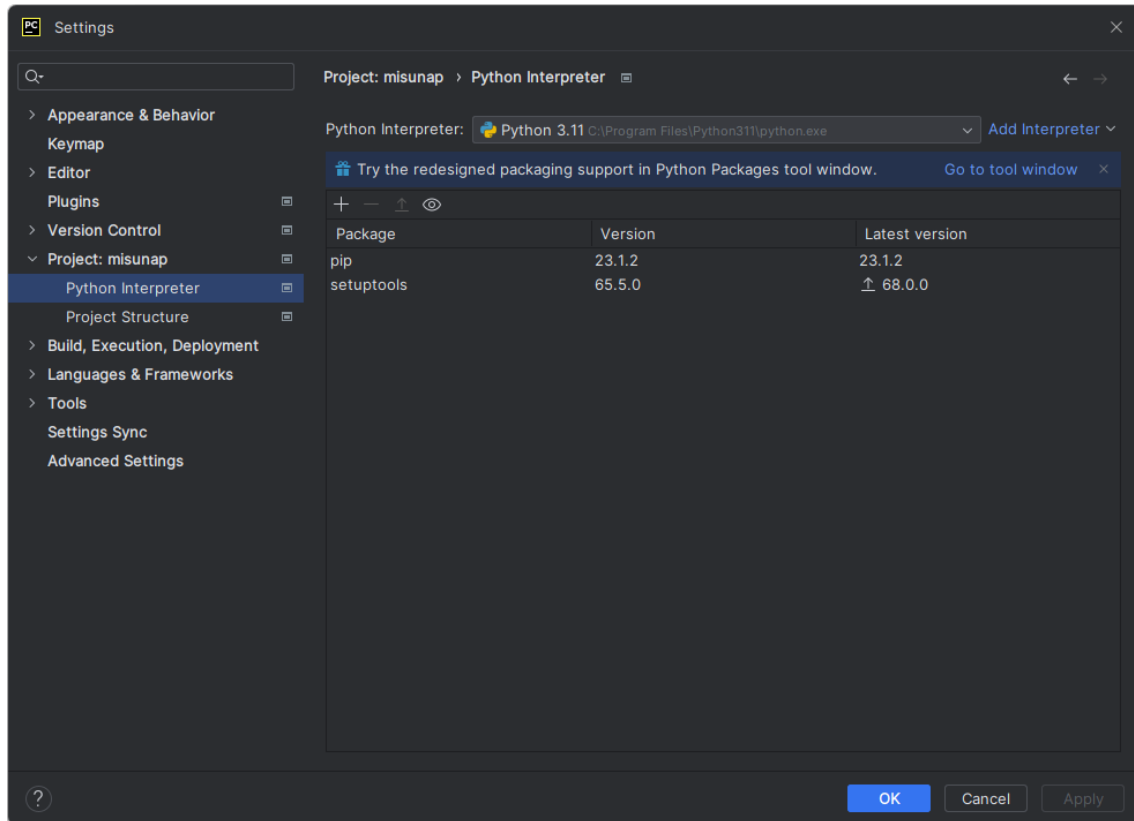 PC Settings
Project: misunap › Python Interpreter
Appearance & Behavior
Keymap
Editor
Plugins
Version Control
Project: misunap
Python Interpreter
Project Structure
Build, Execution, Deployment
Languages & Frameworks
Tools
Settings Sync
Advanced Settings
Python Interpreter: Python 3.11 C:\Program Files\Python311\python.exe Add Interpreter
Try the redesigned packaging support in Python Packages tool window. Go to tool window
Package Version Latest version
pip 23.1.2 23.1.2
setuptools 65.5.0 68.0.0
? OK Cancel Apply